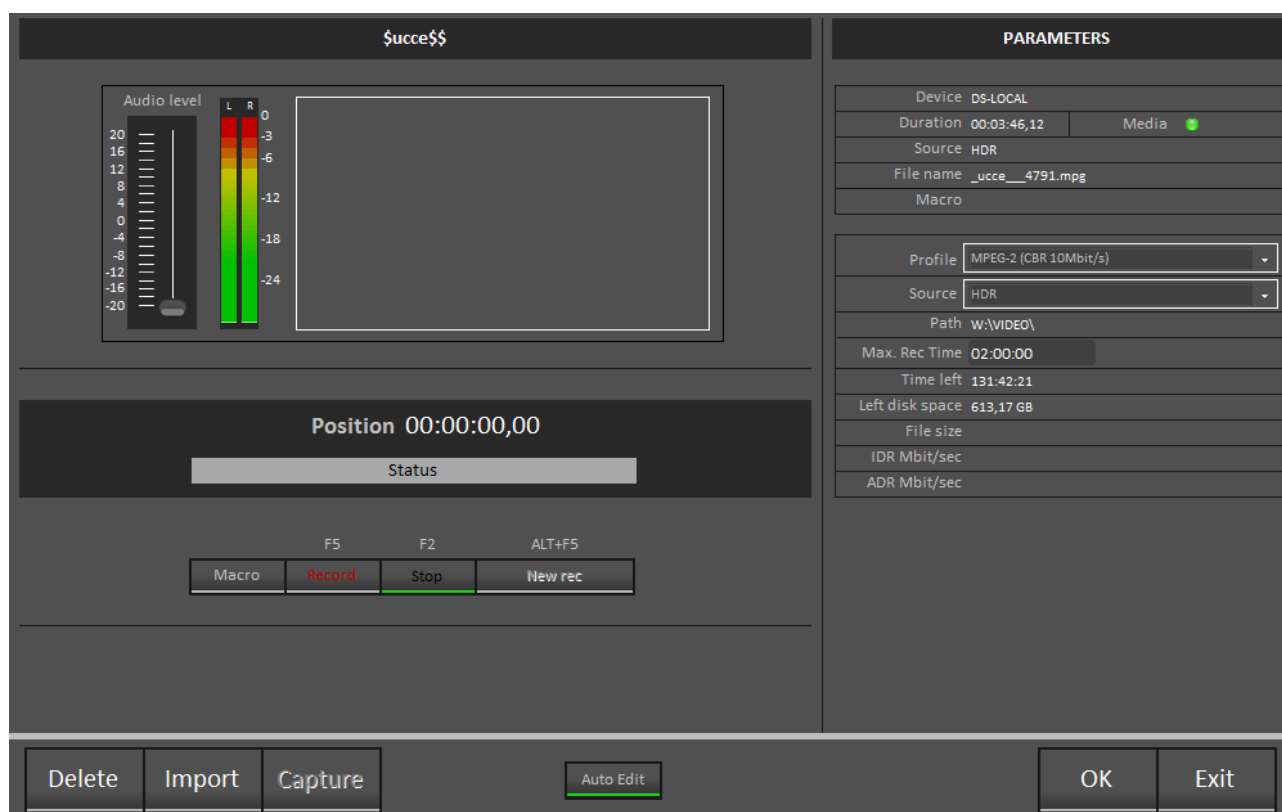 $ucce$$
PARAMETERS
Audio level
L R
20
16
12
8
4
0
-4
-8
-12
-16
-20
0
-3
-6
-12
-18
-24
Device DS-LOCAL
Duration 00:03:46,12 Media
Source HDR
File name _ucce___4791.mpg
Macro
Profile MPEG-2 (CBR 10Mbit/s)
Source HDR
Path W:\VIDEO\
Max. Rec Time 02:00:00
Time left 131:42:21
Left disk space 613,17 GB
File size
IDR Mbit/sec
ADR Mbit/sec
Position 00:00:00,00
Status
F5 F2 ALT+F5
Macro Record Stop New rec
Delete Import Capture Auto Edit OK Exit